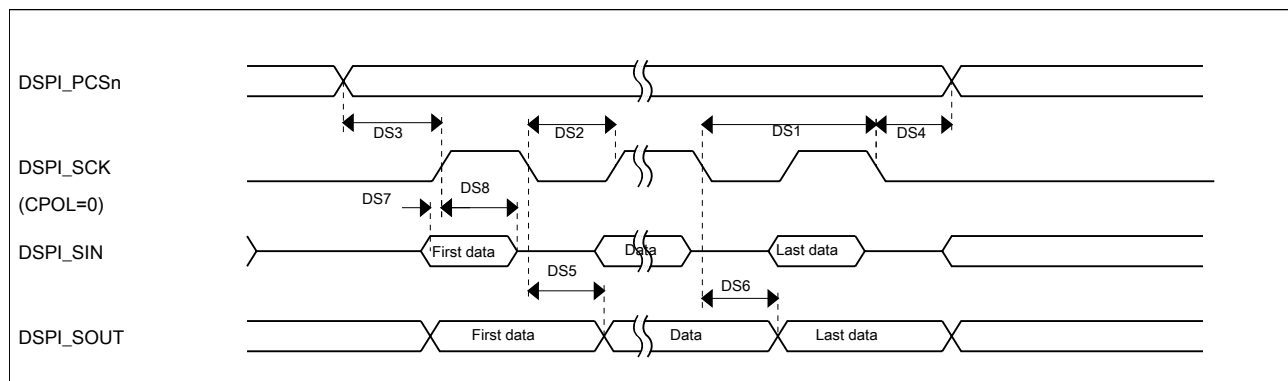 DSPI_PCSn
DS3
DS2
DS1
DS4
DSPI_SCK
(CPOL=0)
DS7
DS8
DSPI_SIN
First data
Data
Last data
DS5
DS6
DSPI_SOUT
First data
Data
Last data